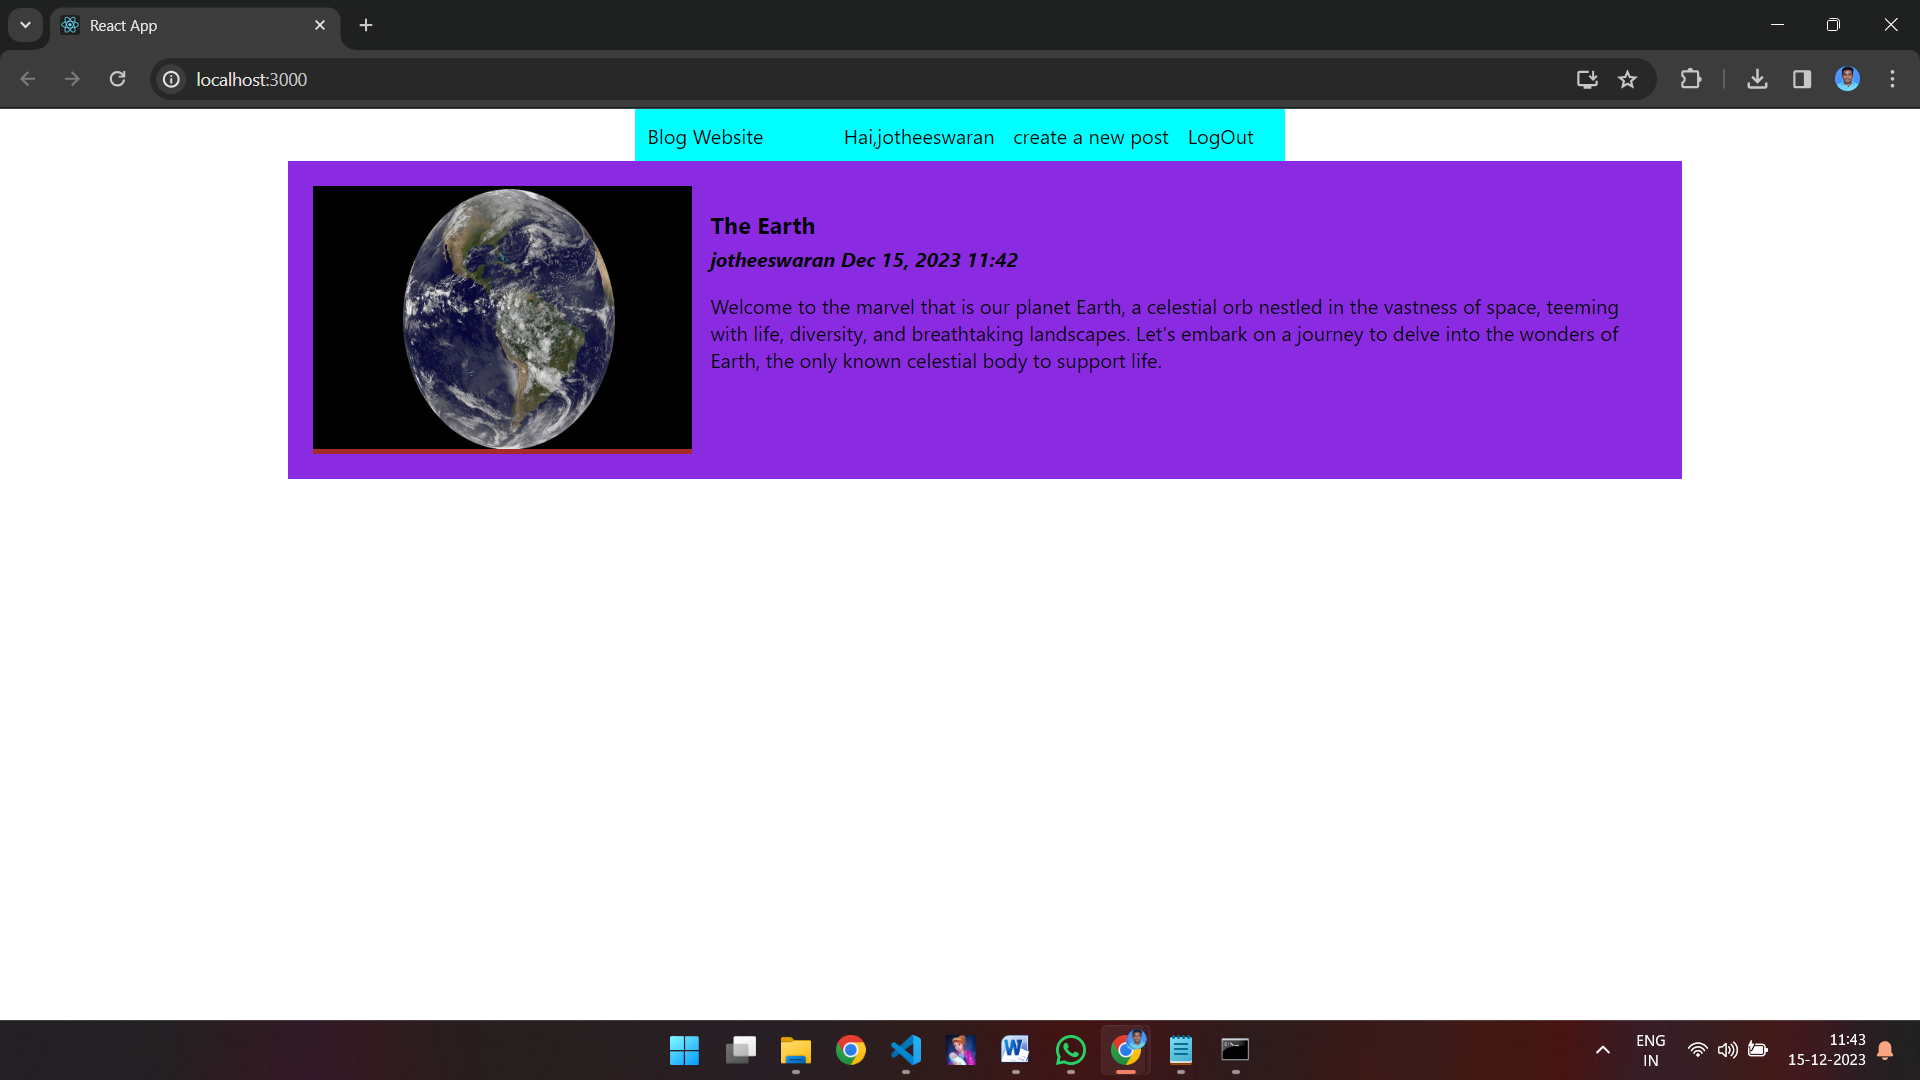 React App
localhost:3000
Blog Website Hai,jotheeswaran create a new post LogOut
The Earth
jotheeswaran Dec 15, 2023 11:42
Welcome to the marvel that is our planet Earth, a celestial orb nestled in the vastness of space, teeming
with life, diversity, and breathtaking landscapes. Let's embark on a journey to delve into the wonders of
Earth, the only known celestial body to support life.
ENG
IN
11:43
15-12-2023